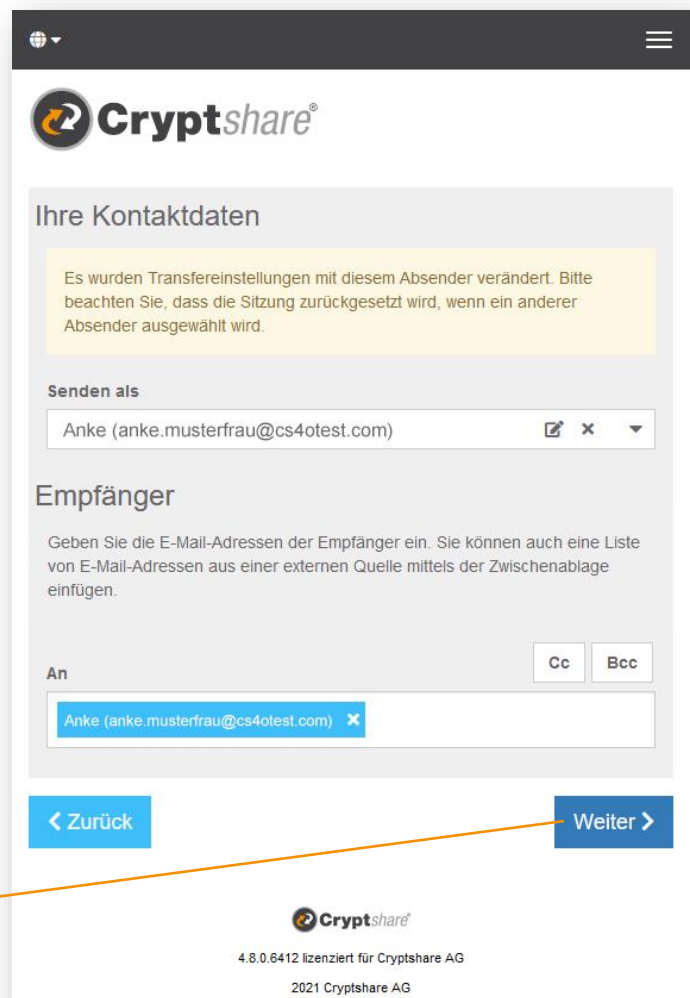 Cryptshare®
Ihre Kontaktdaten
Es wurden Transfereinstellungen mit diesem Absender verändert. Bitte
beachten Sie, dass die Sitzung zurückgesetzt wird, wenn ein anderer
Absender ausgewählt wird.
Senden als
Anke (anke.musterfrau@cs4otest.com)
Empfänger
Geben Sie die E-Mail-Adressen der Empfänger ein. Sie können auch eine Liste
von E-Mail-Adressen aus einer externen Quelle mittels der Zwischenablage
einfügen.
An
Cc Bcc
Anke (anke.musterfrau@cs4otest.com)
Zurück
Weiter
Cryptshare®
4.8.0.6412 lizenziert für Cryptshare AG
2021 Cryptshare AG